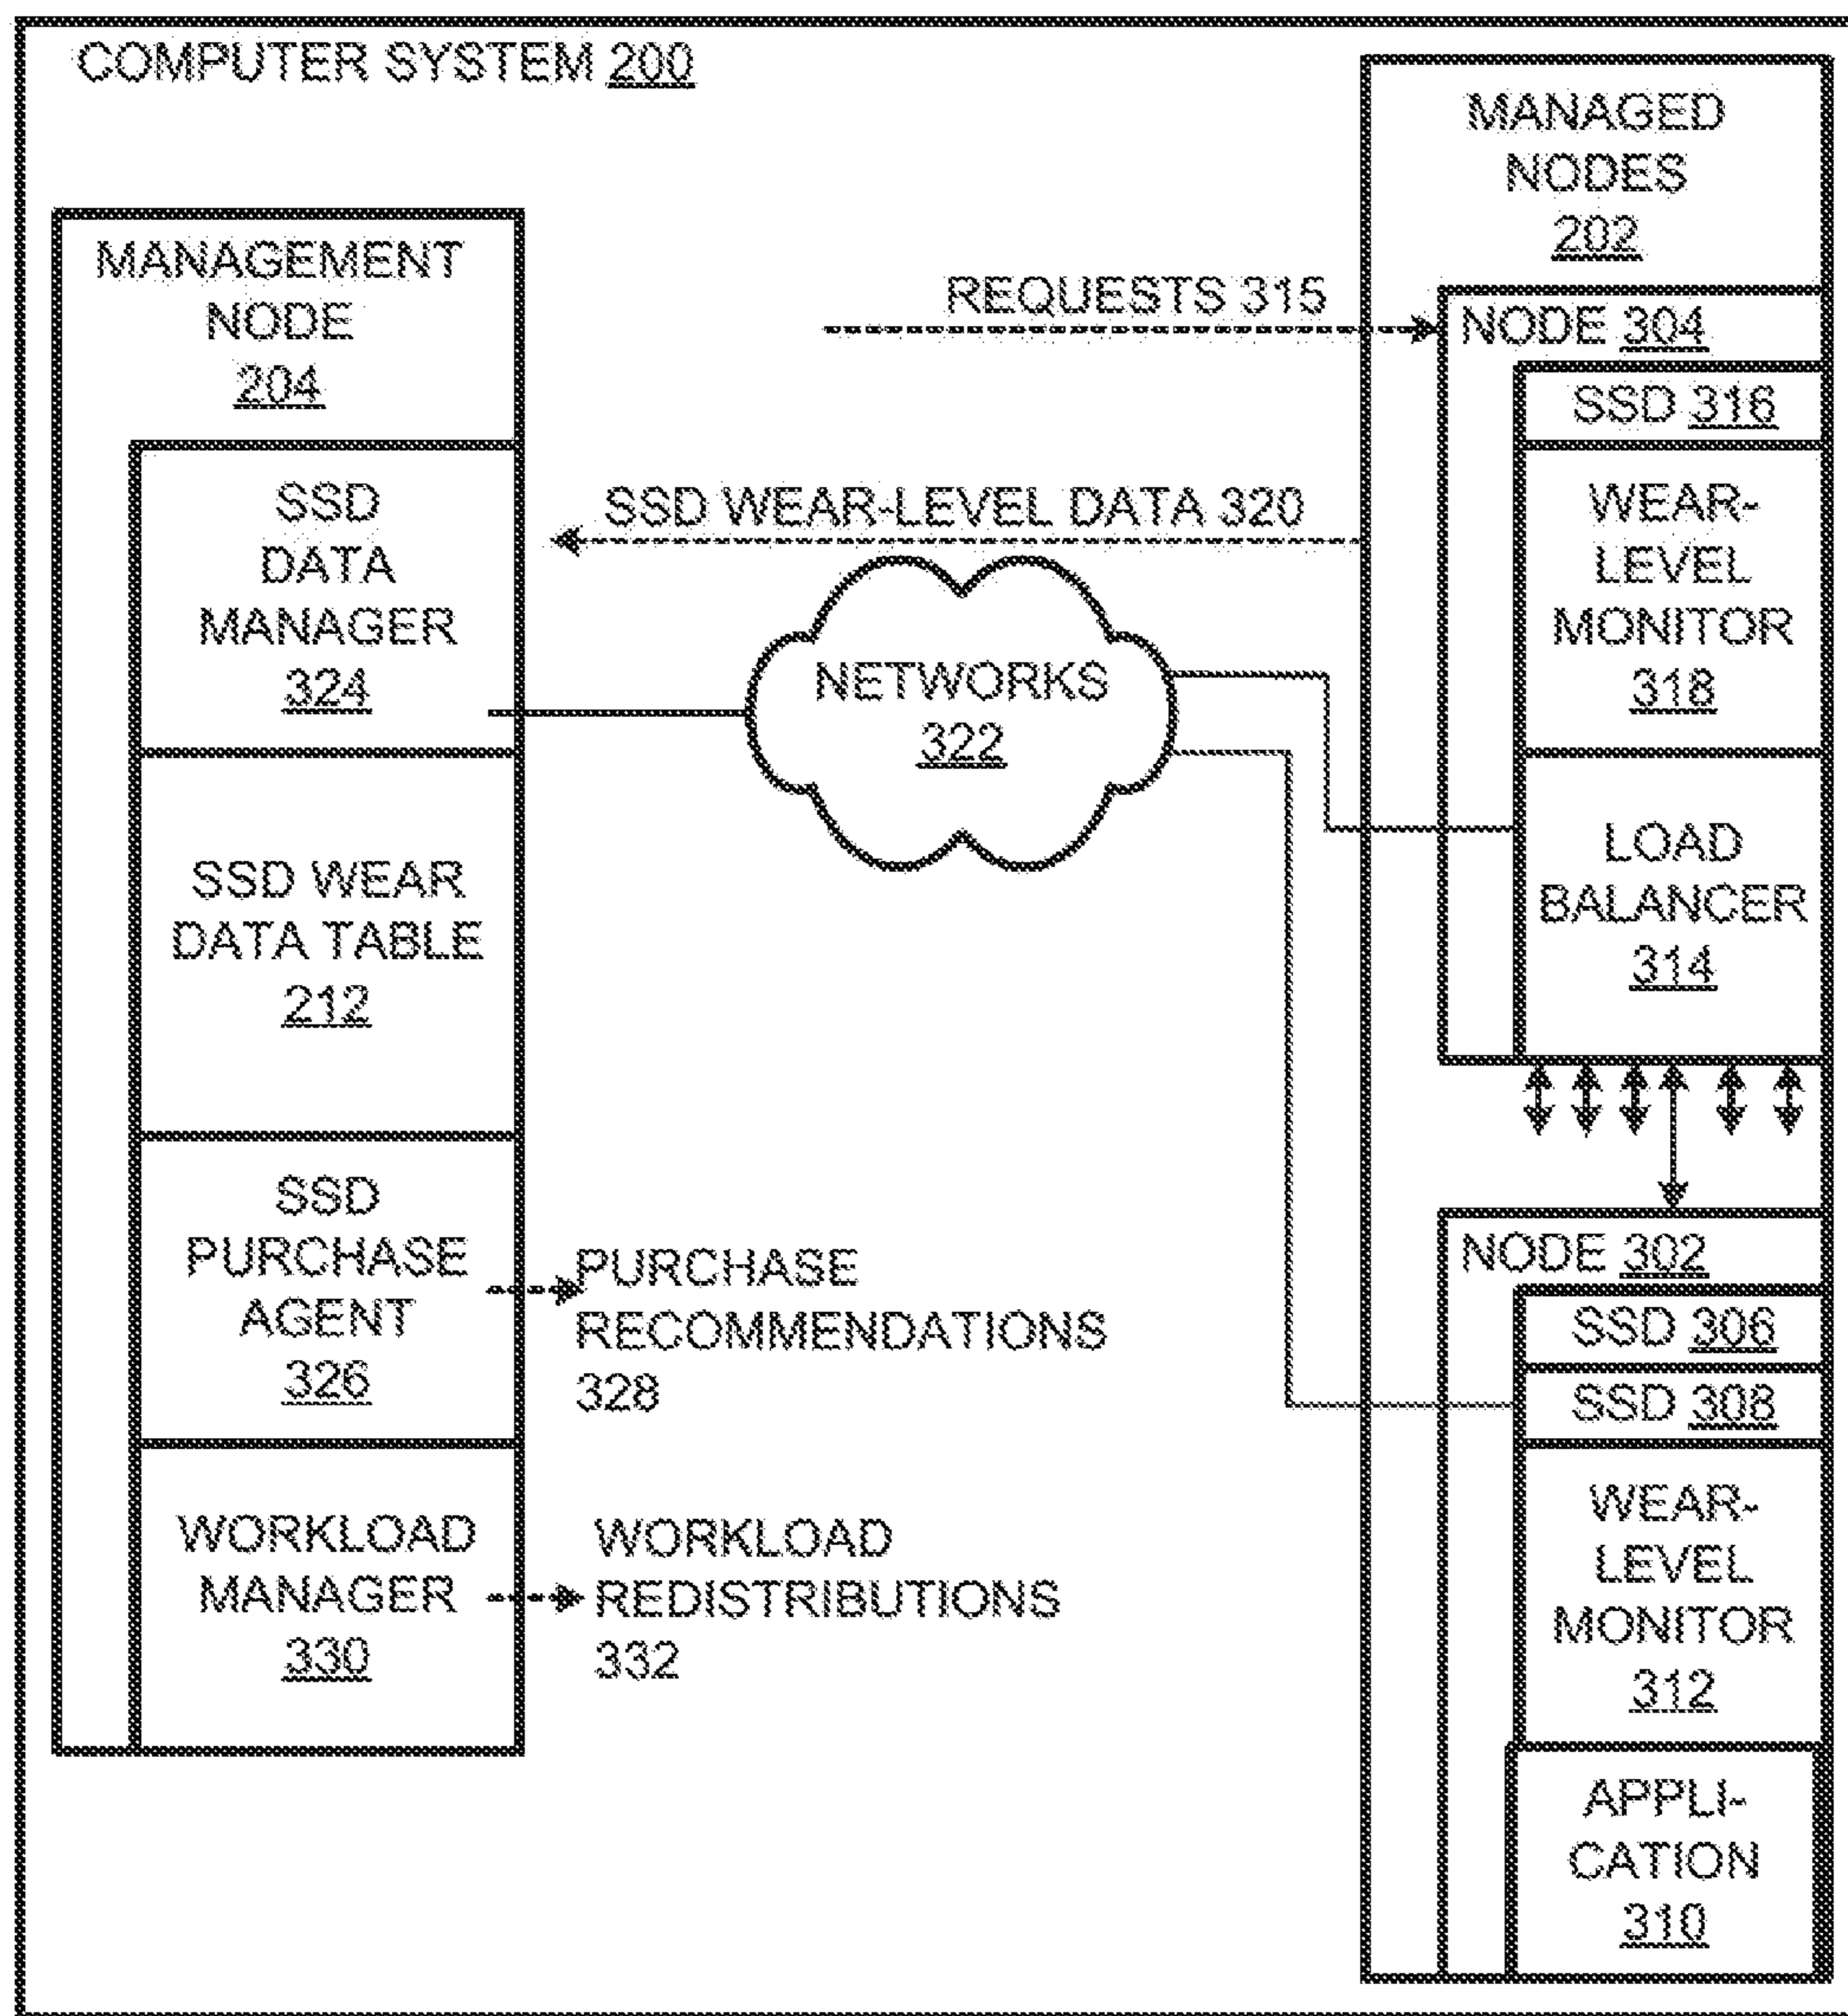 COMPUTER SYSTEM 200
MANAGEMENT
NODE
204
SSD
DATA
MANAGER
324
SSD WEAR
DATA TABLE
212
SSD
PURCHASE
AGENT
326
WORKLOAD
MANAGER
330
REQUESTS 315
SSD WEAR-LEVEL DATA 320
NETWORKS
322
PURCHASE
RECOMMENDATIONS
328
WORKLOAD
REDISTRIBUTIONS
332
MANAGED
NODES
202
NODE 304
SSD 316
WEAR-
LEVEL
MONITOR
318
LOAD
BALANCER
314
NODE 302
SSD 306
SSD 308
WEAR-
LEVEL
MONITOR
312
APPLI-
CATION
310